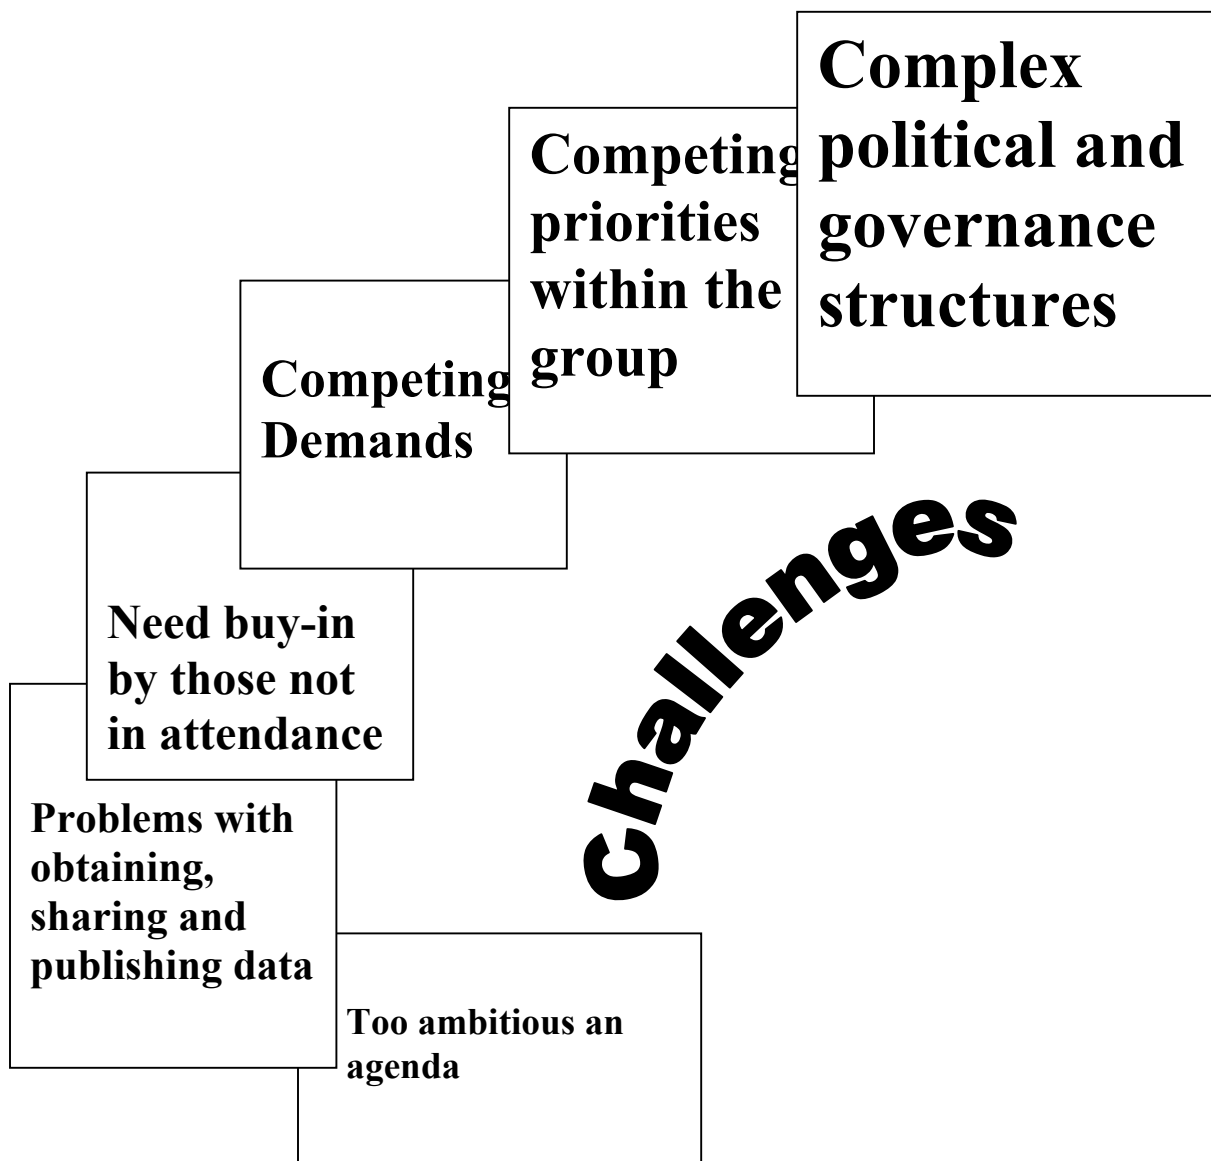 Complex
political and
governance
structures
Competing
priorities
within the
group
Competing
Demands
Need buy-in
by those not
in attendance
Problems with
obtaining,
sharing and
publishing data
Too ambitious an
agenda
Challenges